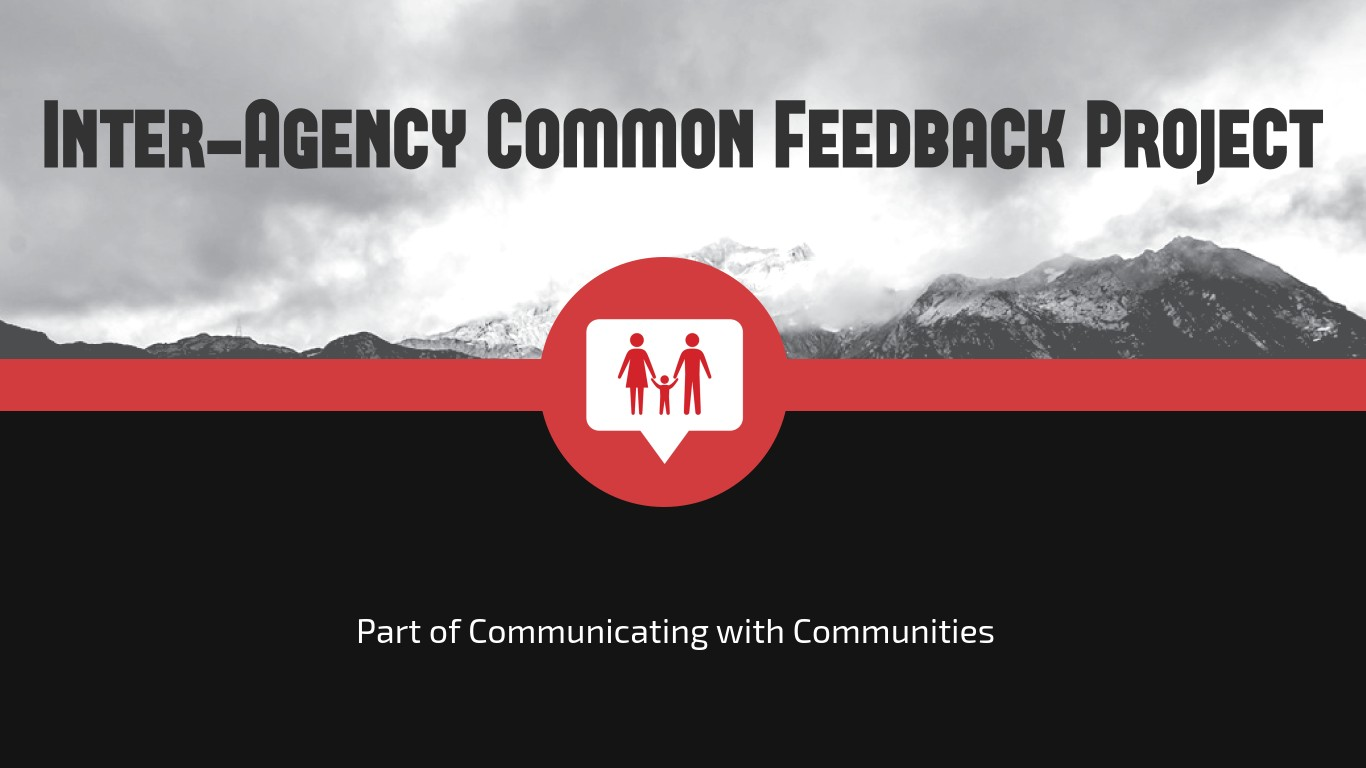 Inter-Agency Common Feedback Project
Part of Communicating with Communities